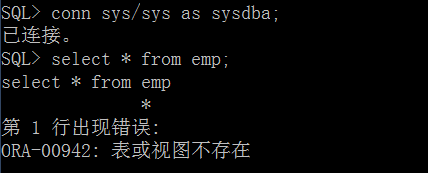 SQL> conn sys/sys as sysdba;
已连接。
SQL> select * from emp;
select * from emp
              *
第 1 行出现错误:
ORA-00942: 表或视图不存在